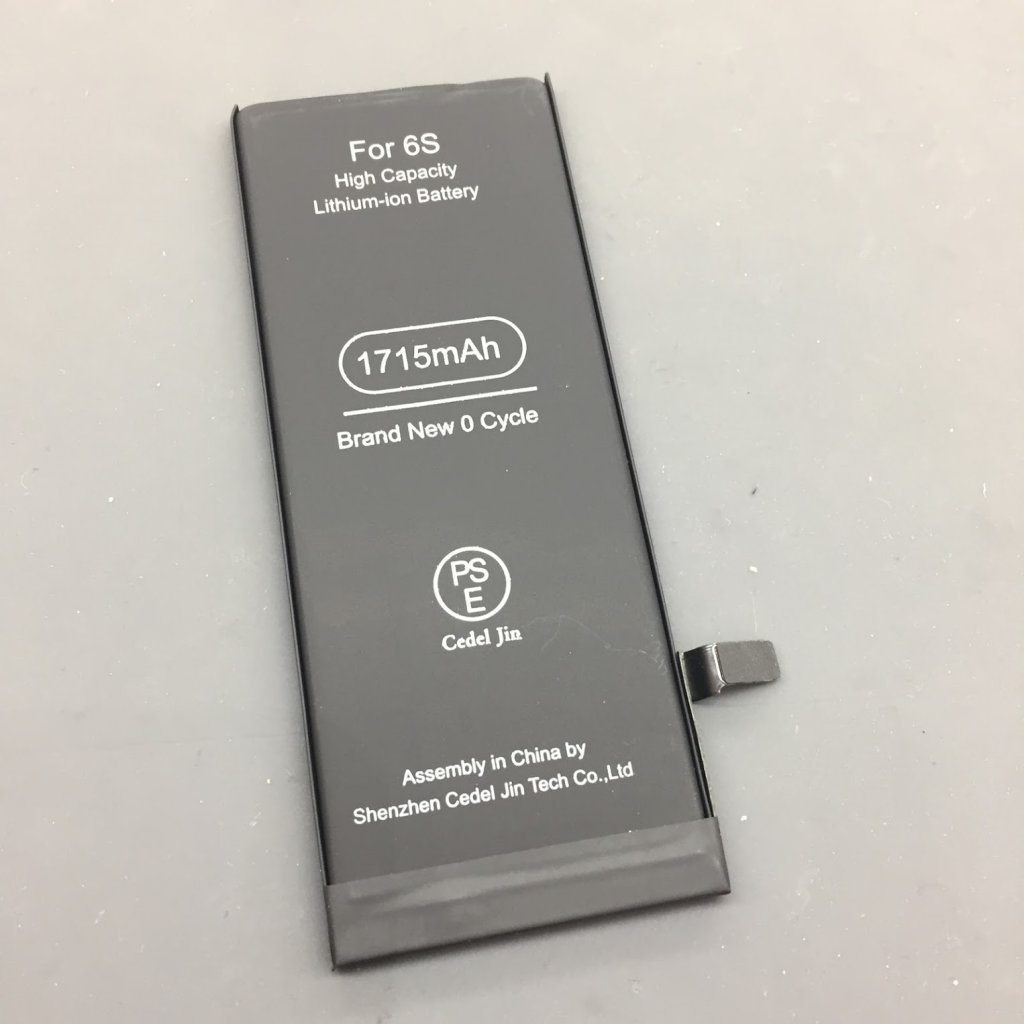 For 6S
High Capacity
Lithium-ion Battery
1715mAh
Brand New 0 Cycle
PS
E
Cedel Jin
Assembly in China by
Shenzhen Cedel Jin Tech Co.,Ltd